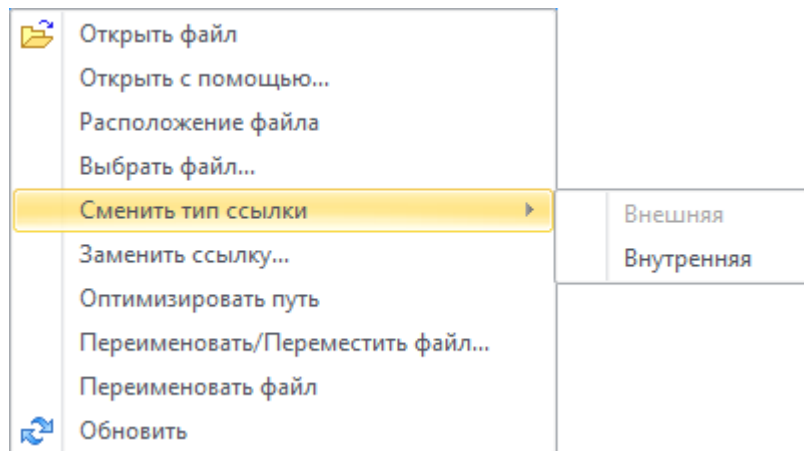 Открыть файл
Открыть с помощью...
Расположение файла
Выбрать файл...
Сменить тип ссылки
Внешняя
Внутренняя
Заменить ссылку...
Оптимизировать путь
Переименовать/Переместить файл...
Переименовать файл
Обновить